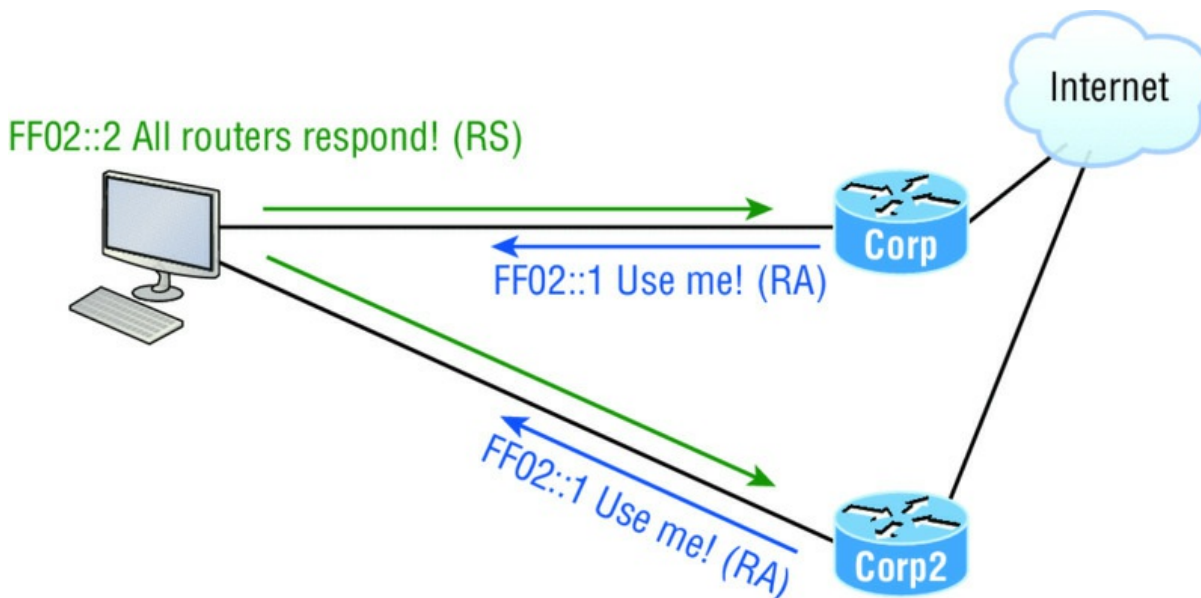 Internet
FF02::2 All routers respond! (RS)
Corp
FF02::1 Use me! (RA)
FF02::1 Use me! (RA)
Corp2